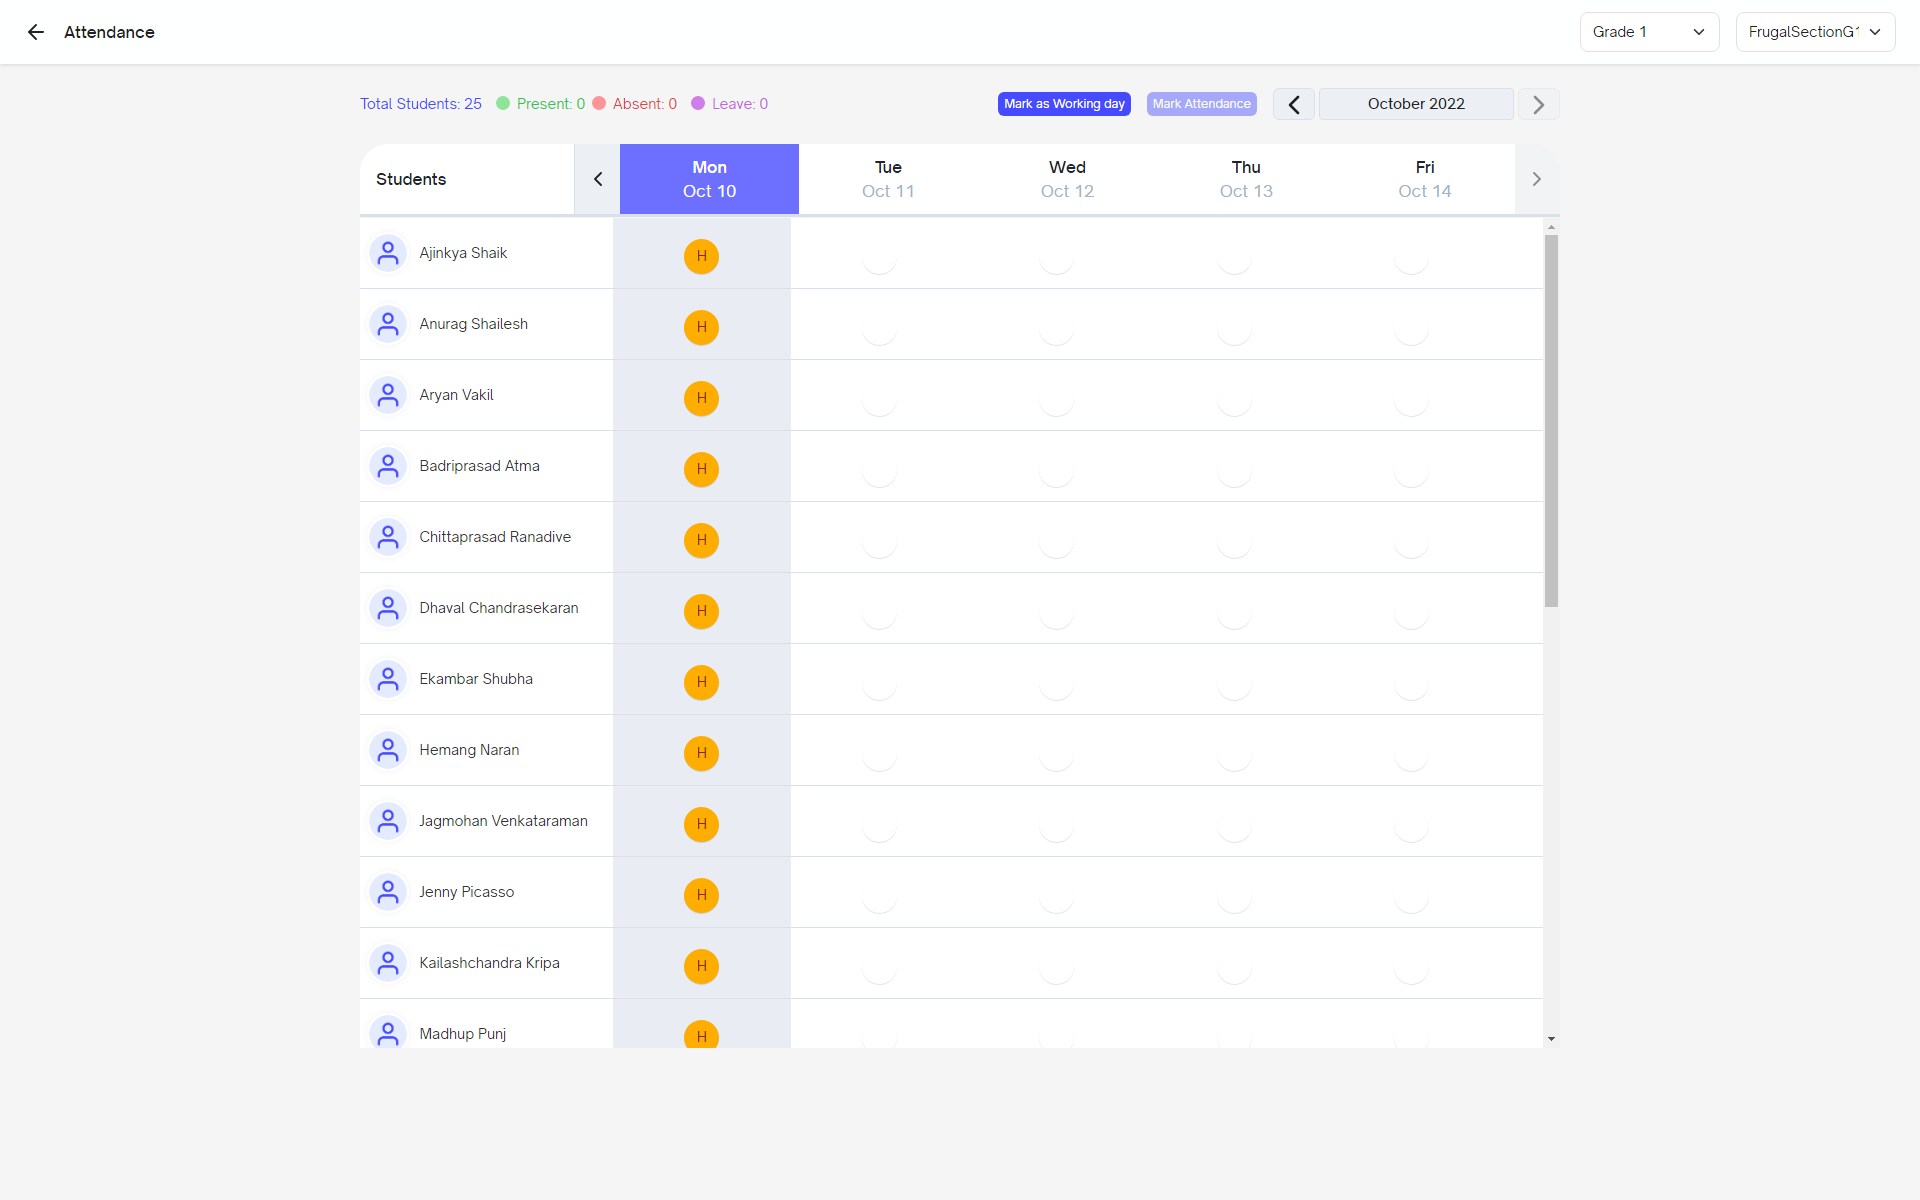 Attendance
Grade 1
FrugalSectionG1
Total Students: 25 Present: 0 Absent: 0 Leave: 0
Mark as Working day
Mark Attendance
October 2022
Students
Mon
Oct 10
Tue
Oct 11
Wed
Oct 12
Thu
Oct 13
Fri
Oct 14
Ajinkya Shaik H
Anurag Shailesh H
Aryan Vakil H
Badriprasad Atma H
Chittaprasad Ranadive H
Dhaval Chandrasekaran H
Ekambar Shubha H
Hemang Naran H
Jagmohan Venkataraman H
Jenny Picasso H
Kailashchandra Kripa H
Madhup Punj H